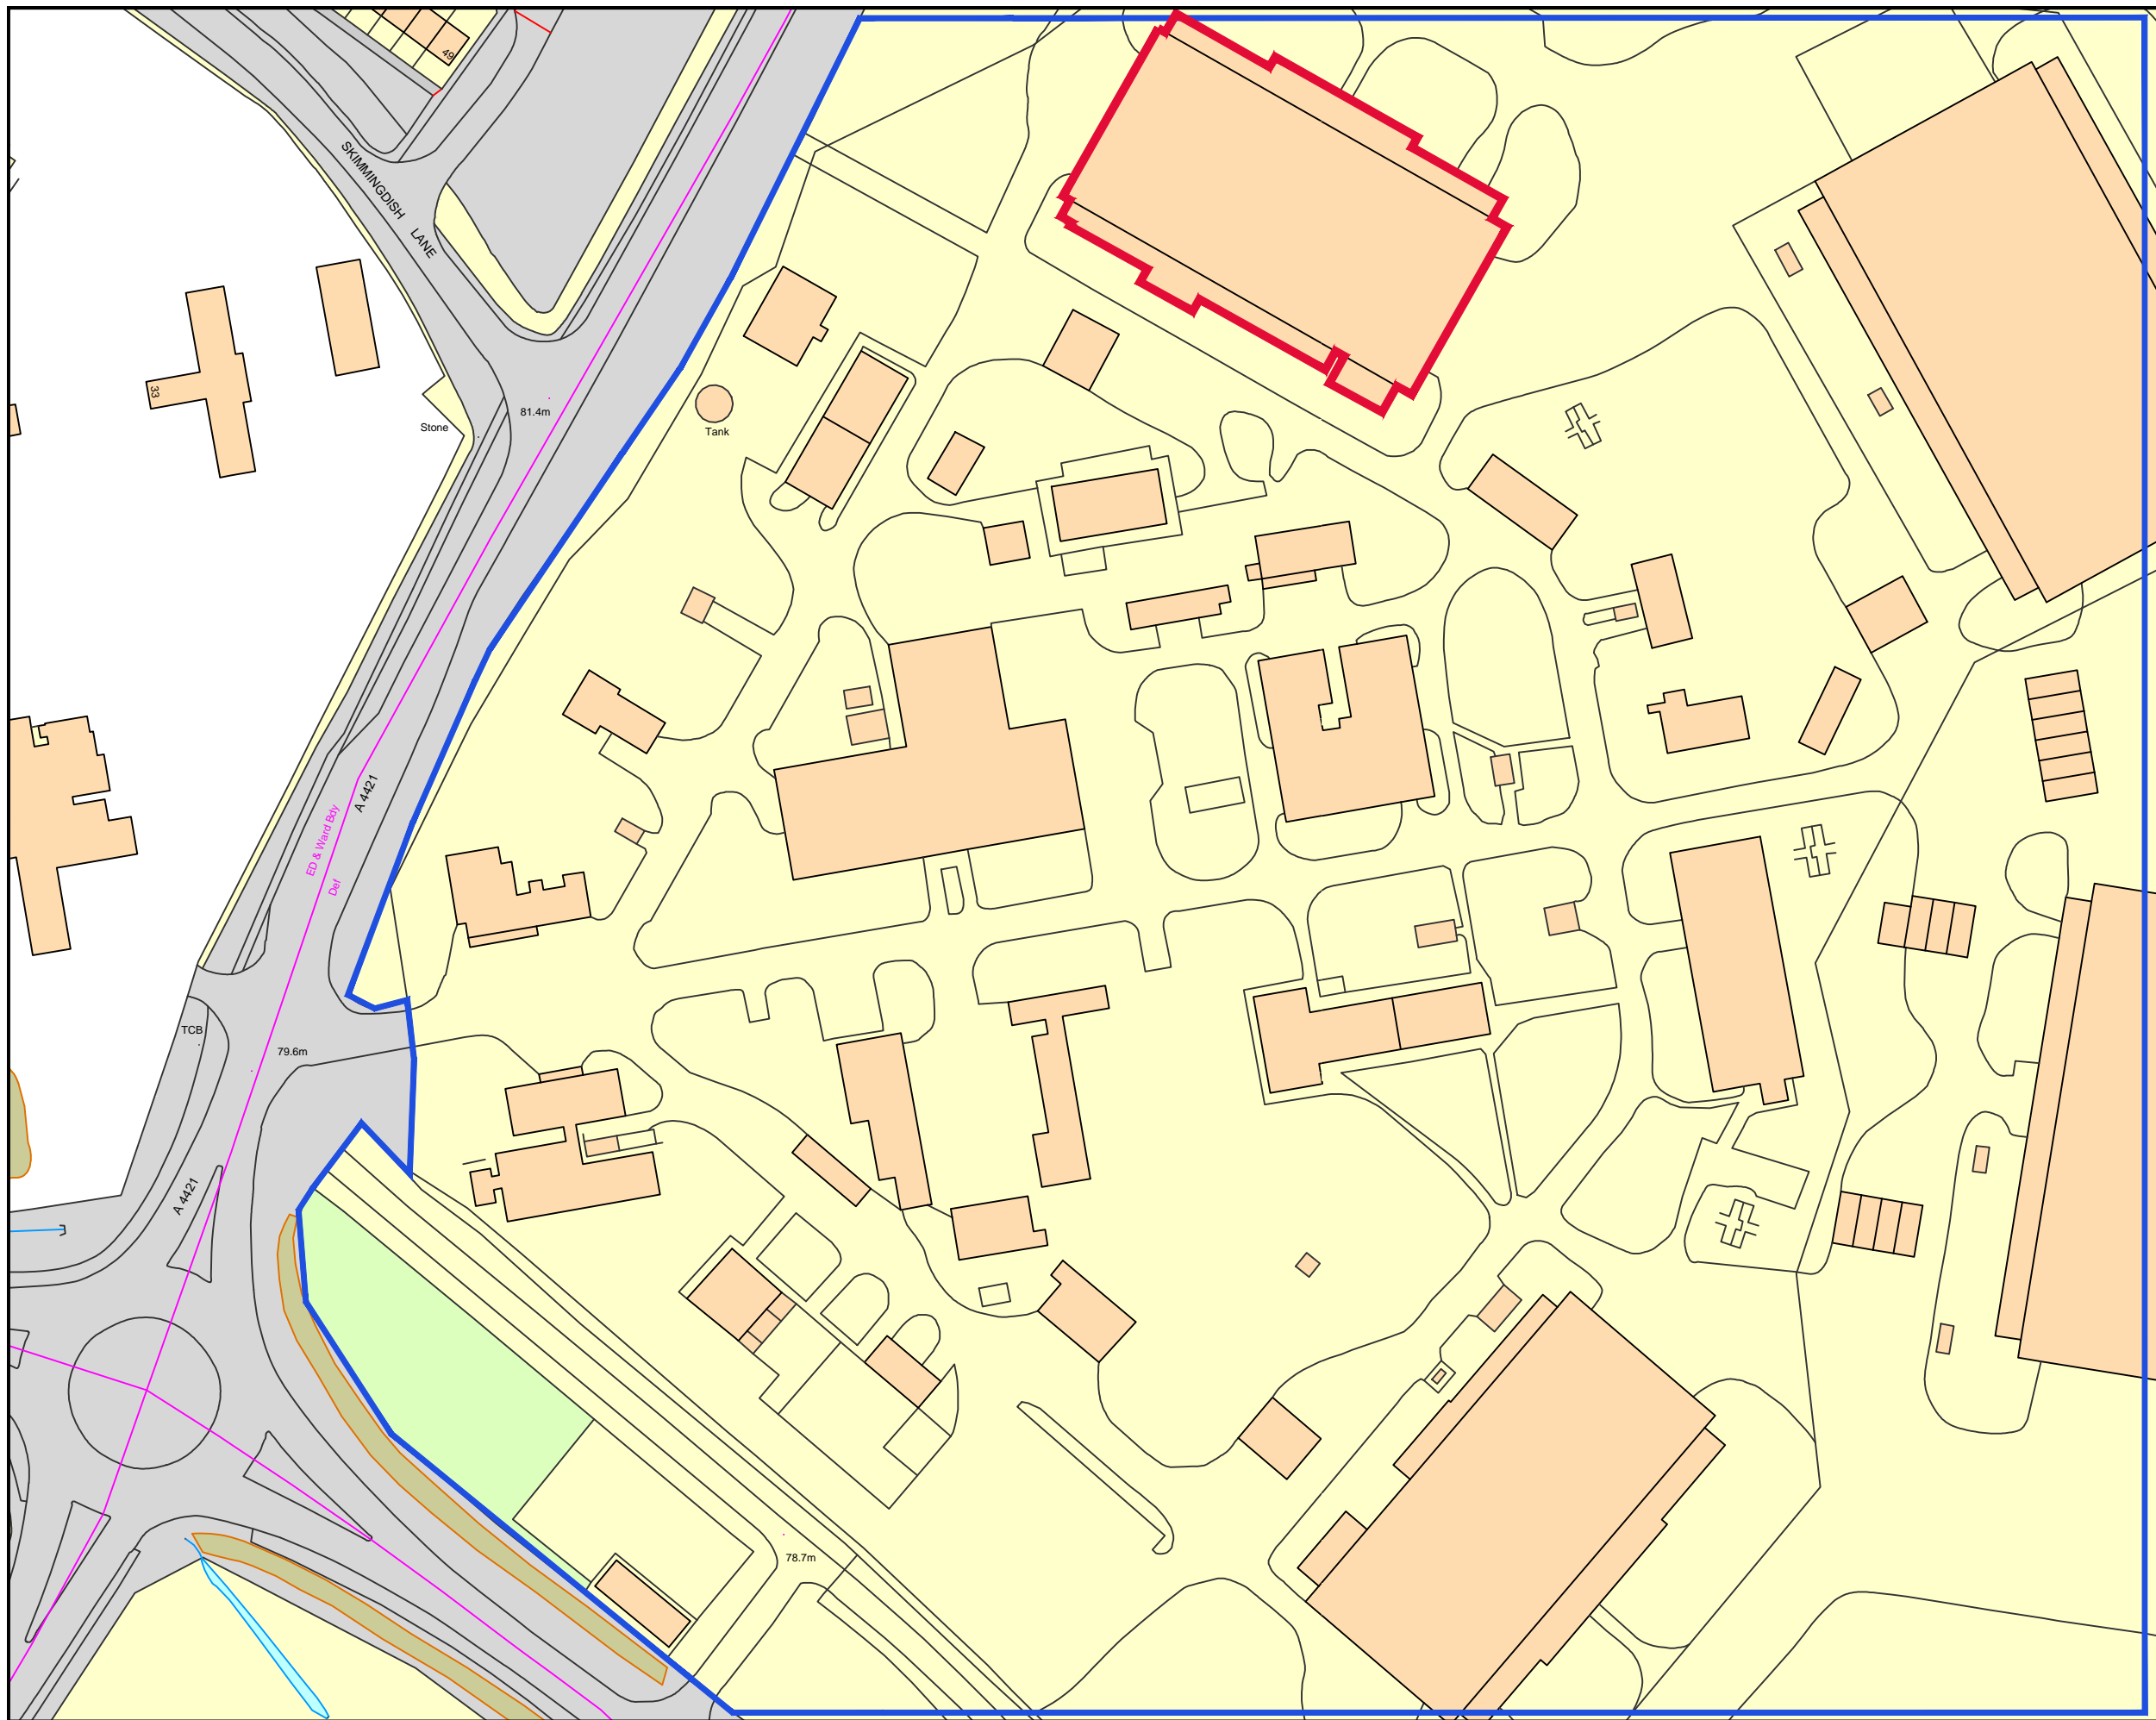 49
SKIMMINGDISH
LANE
33
81.4m
Stone
Tank
A 4421
ED & Ward Bdy
Def
TCB
79.6m
A 4421
78.7m